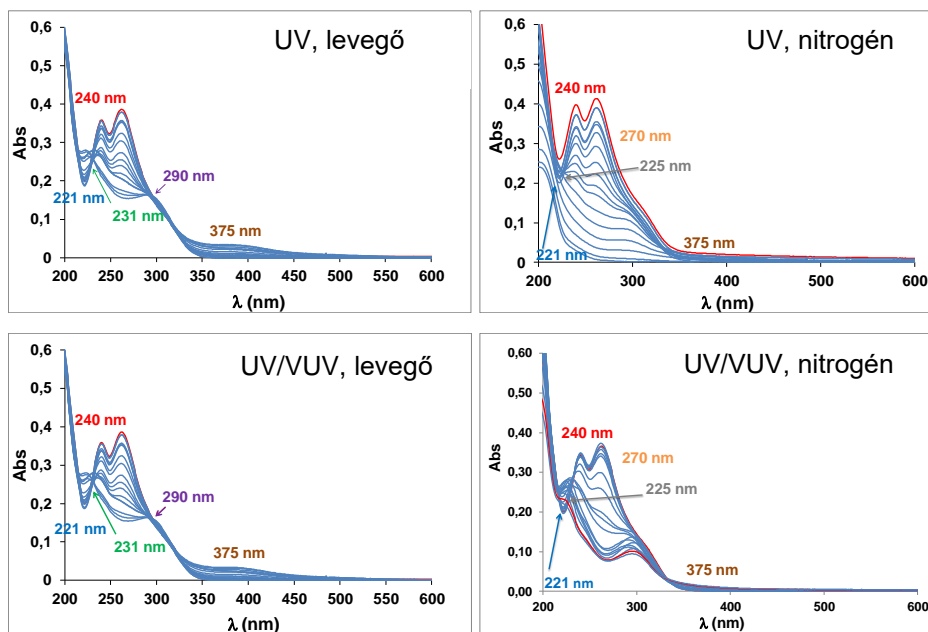 UV, levegő
0,6
0,5
0,4
0,3
0,2
0,1
0
Abs
240 nm
290 nm
221 nm
231 nm
375 nm
200 250 300 350 400 450 500 550 600
λ (nm)
UV, nitrogén
0,6
0,5
0,4
0,3
0,2
0,1
0
Abs
240 nm
270 nm
225 nm
221 nm
375 nm
200 300 400 500 600
λ (nm)
UV/VUV, levegő
0,6
0,5
0,4
0,3
0,2
0,1
0
Abs
240 nm
290 nm
221 nm
231 nm
375 nm
200 250 300 350 400 450 500 550 600
λ (nm)
UV/VUV, nitrogén
0,60
0,50
0,40
0,30
0,20
0,10
0,00
Abs
240 nm
270 nm
225 nm
221 nm
375 nm
200 300 400 500 600
λ (nm)